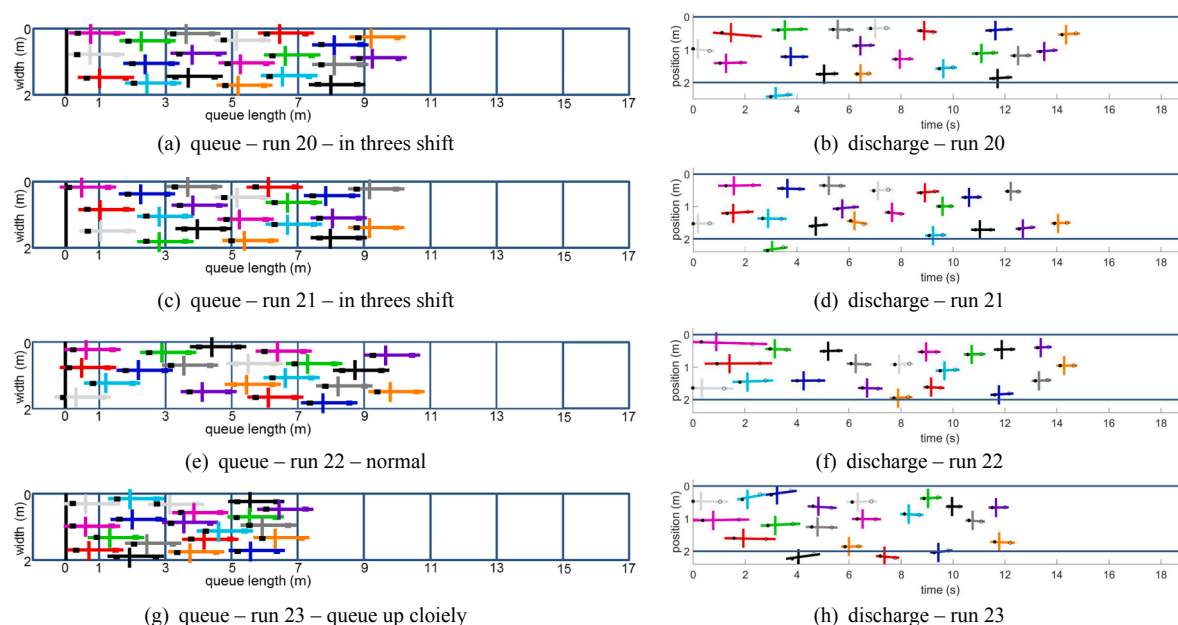 0
1
2
width (m)
0 1 3 5 7 9 11 13 15 17
queue length (m)
(a) queue – run 20 – in threes shift
0
1
2
position (m)
0 2 4 6 8 10 12 14 16 18
time (s)
(b) discharge – run 20
0
2
width (m)
0 1 3 5 7 9 11 13 15 17
queue length (m)
(c) queue – run 21 – in threes shift
0
1
2
position (m)
0 2 4 6 8 10 12 14 16 18
time (s)
(d) discharge – run 21
0
2
width (m)
0 1 3 5 7 9 11 13 15 17
queue length (m)
(e) queue – run 22 – normal
0
1
2
position (m)
0 2 4 6 8 10 12 14 16 18
time (s)
(f) discharge – run 22
0
2
width (m)
0 1 3 5 7 9 11 13 15 17
queue length (m)
(g) queue – run 23 – queue up cloiely
0
1
2
position (m)
0 2 4 6 8 10 12 14 16 18
time (s)
(h) discharge – run 23